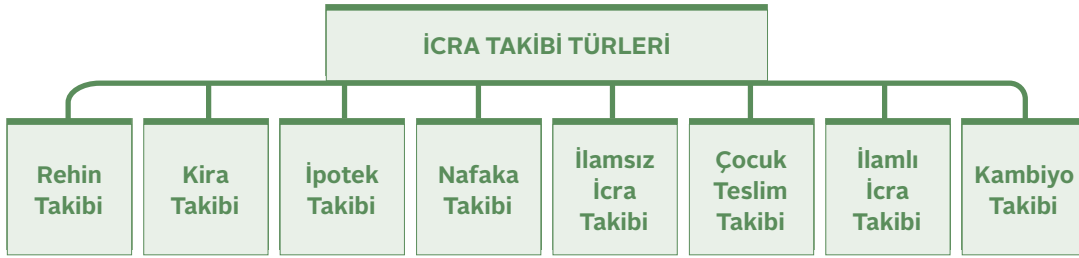 İCRA TAKİBİ TÜRLERİ
Rehin
Takibi
Kira
Takibi
İpotek
Takibi
Nafaka
Takibi
İlamsız
İcra
Takibi
Çocuk
Teslim
Takibi
İlamlı
İcra
Takibi
Kambiyo
Takibi